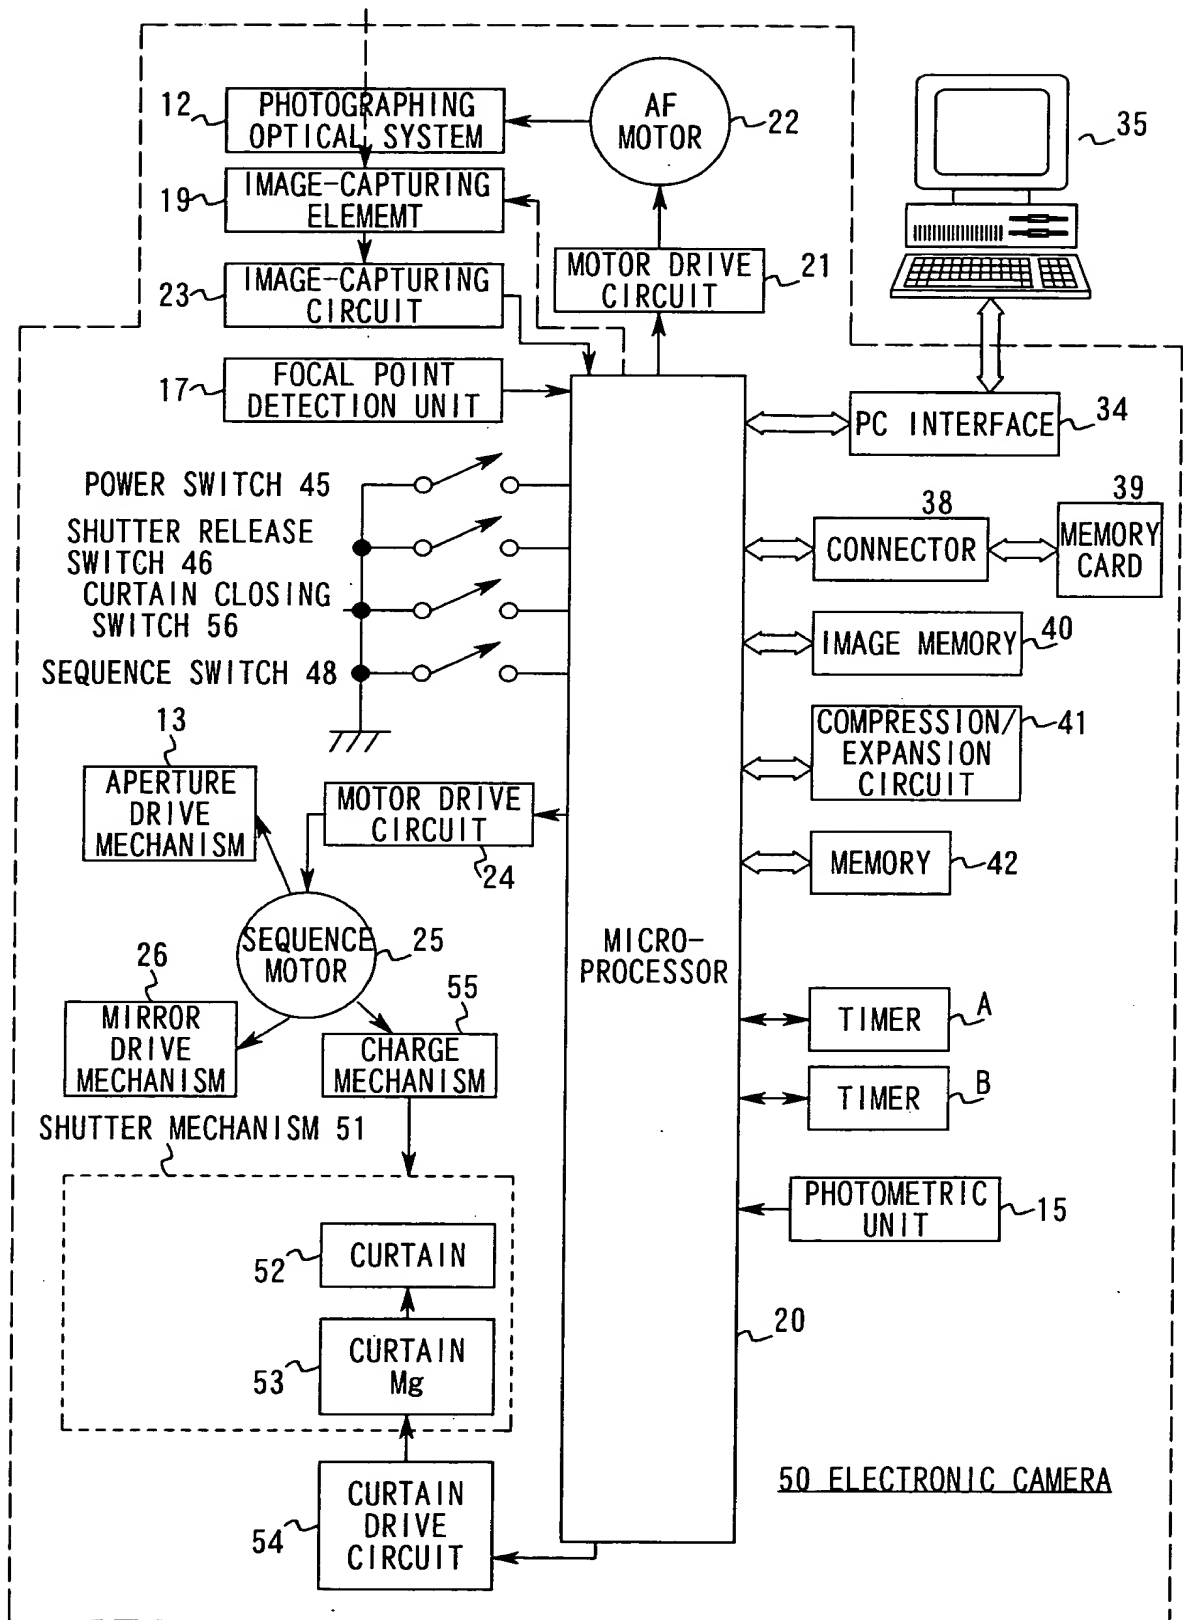 12
PHOTOGRAPHING
OPTICAL SYSTEM
AF
MOTOR
22
35
19
IMAGE-CAPTURING
ELEMEMT
23
IMAGE-CAPTURING
CIRCUIT
MOTOR DRIVE
CIRCUIT
21
17
FOCAL POINT
DETECTION UNIT
PC INTERFACE
34
POWER SWITCH 45
SHUTTER RELEASE
SWITCH 46
CURTAIN CLOSING
SWITCH 56
SEQUENCE SWITCH 48
38
CONNECTOR
39
MEMORY
CARD
IMAGE MEMORY
40
COMPRESSION/
EXPANSION
CIRCUIT
41
13
APERTURE
DRIVE
MECHANISM
MOTOR DRIVE
CIRCUIT
24
MEMORY
42
SEQUENCE
MOTOR
25
MICRO-
PROCESSOR
26
MIRROR
DRIVE
MECHANISM
55
CHARGE
MECHANISM
TIMER
A
TIMER
B
SHUTTER MECHANISM 51
PHOTOMETRIC
UNIT
15
52
CURTAIN
53
CURTAIN
Mg
20
54
CURTAIN
DRIVE
CIRCUIT
50 ELECTRONIC CAMERA